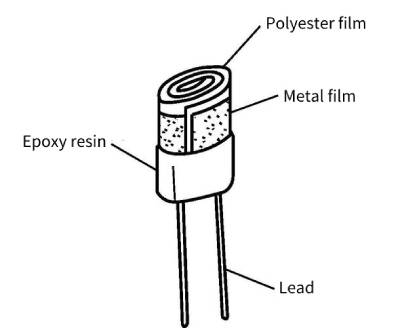 Polyester film
Metal film
Epoxy resin
Lead